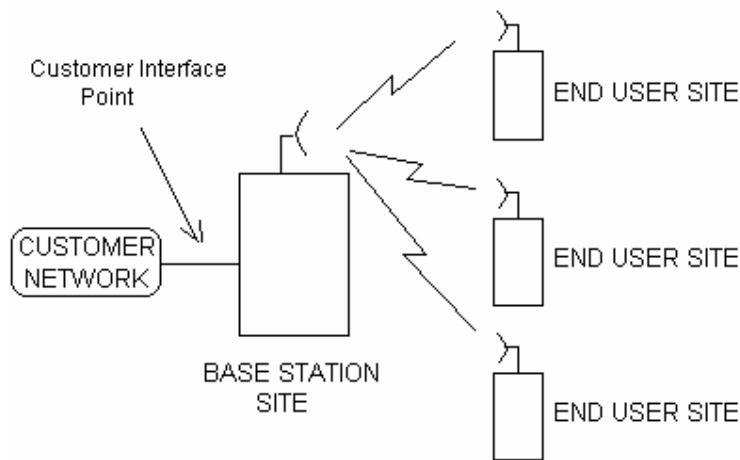 Customer Interface
Point
END USER SITE
CUSTOMER
NETWORK
END USER SITE
BASE STATION
SITE
END USER SITE